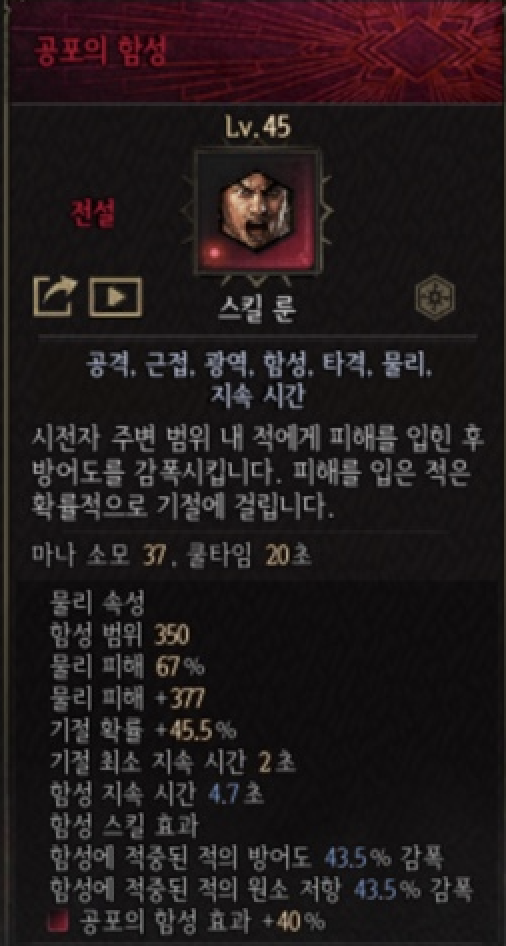 공포의 함성
Lv.45
전설
스킬 룬
공격, 근접, 광역, 함성, 타격, 물리,
지속 시간
시전자 주변 범위 내 적에게 피해를 입힌 후
방어도를 감폭시킵니다. 피해를 입은 적은
확률적으로 기절에 걸립니다.
마나 소모 37, 쿨타임 20초
물리 속성
함성 범위 350
물리 피해 67%
물리 피해 +377
기절 확률 +45.5%
기절 최소 지속 시간 2초
함성 지속 시간 4.7초
함성 스킬 효과
함성에 적중된 적의 방어도 43.5% 감폭
함성에 적중된 적의 원소 저항 43.5% 감폭
공포의 함성 효과 +40%